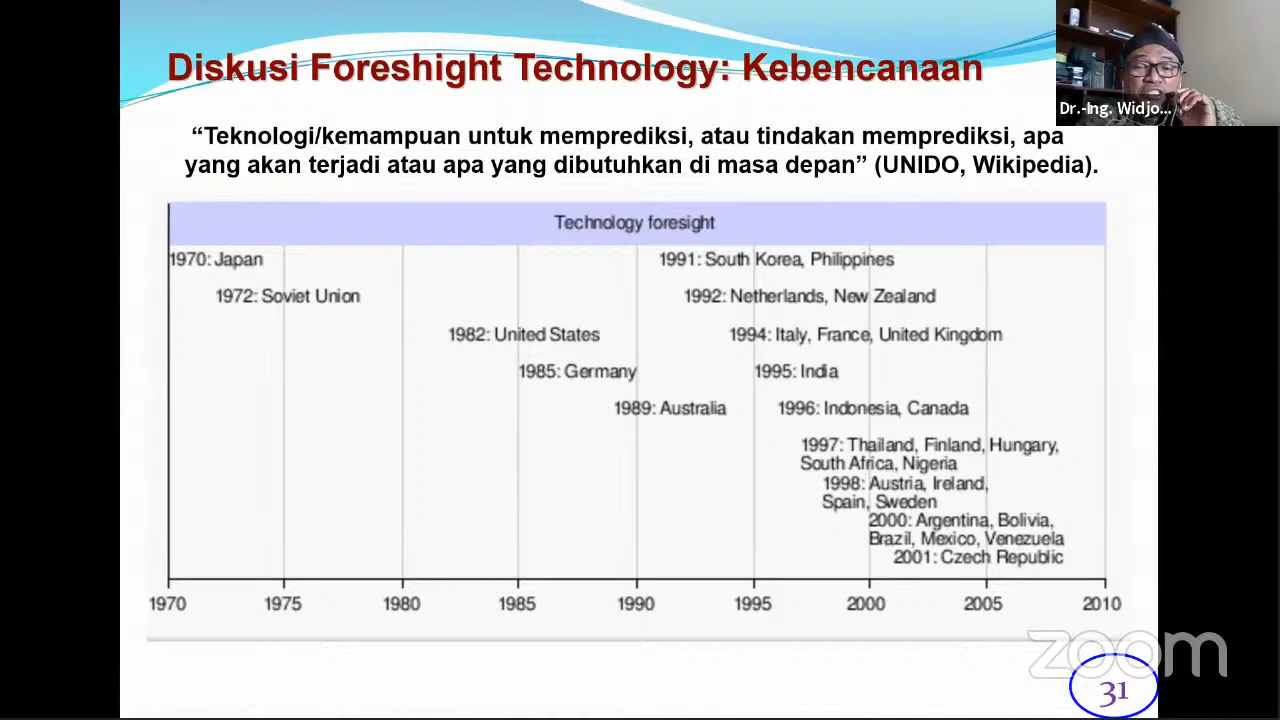 Diskusi Foreshight Technology: Kebencanaan
Dr.-Ing. Widjo...
“Teknologi/kemampuan untuk memprediksi, atau tindakan memprediksi, apa
yang akan terjadi atau apa yang dibutuhkan di masa depan” (UNIDO, Wikipedia).
Technology foresight
1970: Japan
1991: South Korea, Philippines
1972: Soviet Union
1992: Netherlands, New Zealand
1982: United States
1994: Italy, France, United Kingdom
1985: Germany
1995: India
1989: Australia
1996: Indonesia, Canada
1997: Thailand, Finland, Hungary,
South Africa, Nigeria
1998: Austria, Ireland,
Spain, Sweden
2000: Argentina, Bolivia,
Brazil, Mexico, Venezuela
2001: Czech Republic
1970 1975 1980 1985 1990 1995 2000 2005 2010
zoom
31